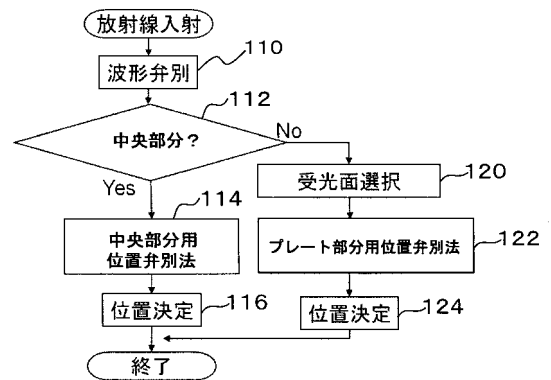 放射線入射
波形弁別
110
中央部分?
112
No
Yes
受光面選択
120
中央部分用
位置弁別法
114
プレート部分用位置弁別法
122
位置決定
116
位置決定
124
終了